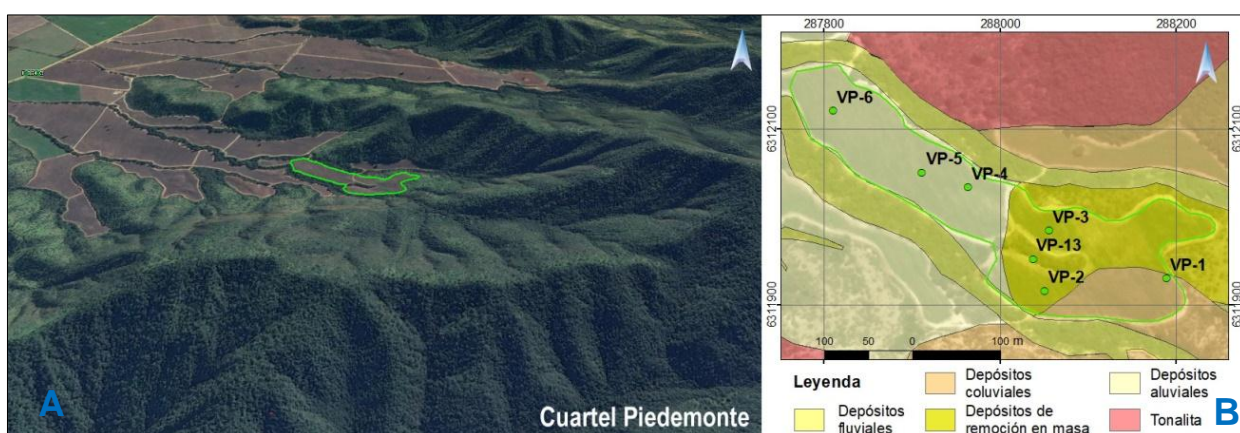 A
Cuartel Piedemonte
287800 288000 288200
6312100 6312100
6311900 6311900
VP-6
VP-5
VP-4
VP-3
VP-13
VP-2
VP-1
100 50 0 100 m
Leyenda
Depósitos
fluviales
Depósitos
coluviales
Depósitos de
remoción en masa
Depósitos
aluviales
Tonalita
B